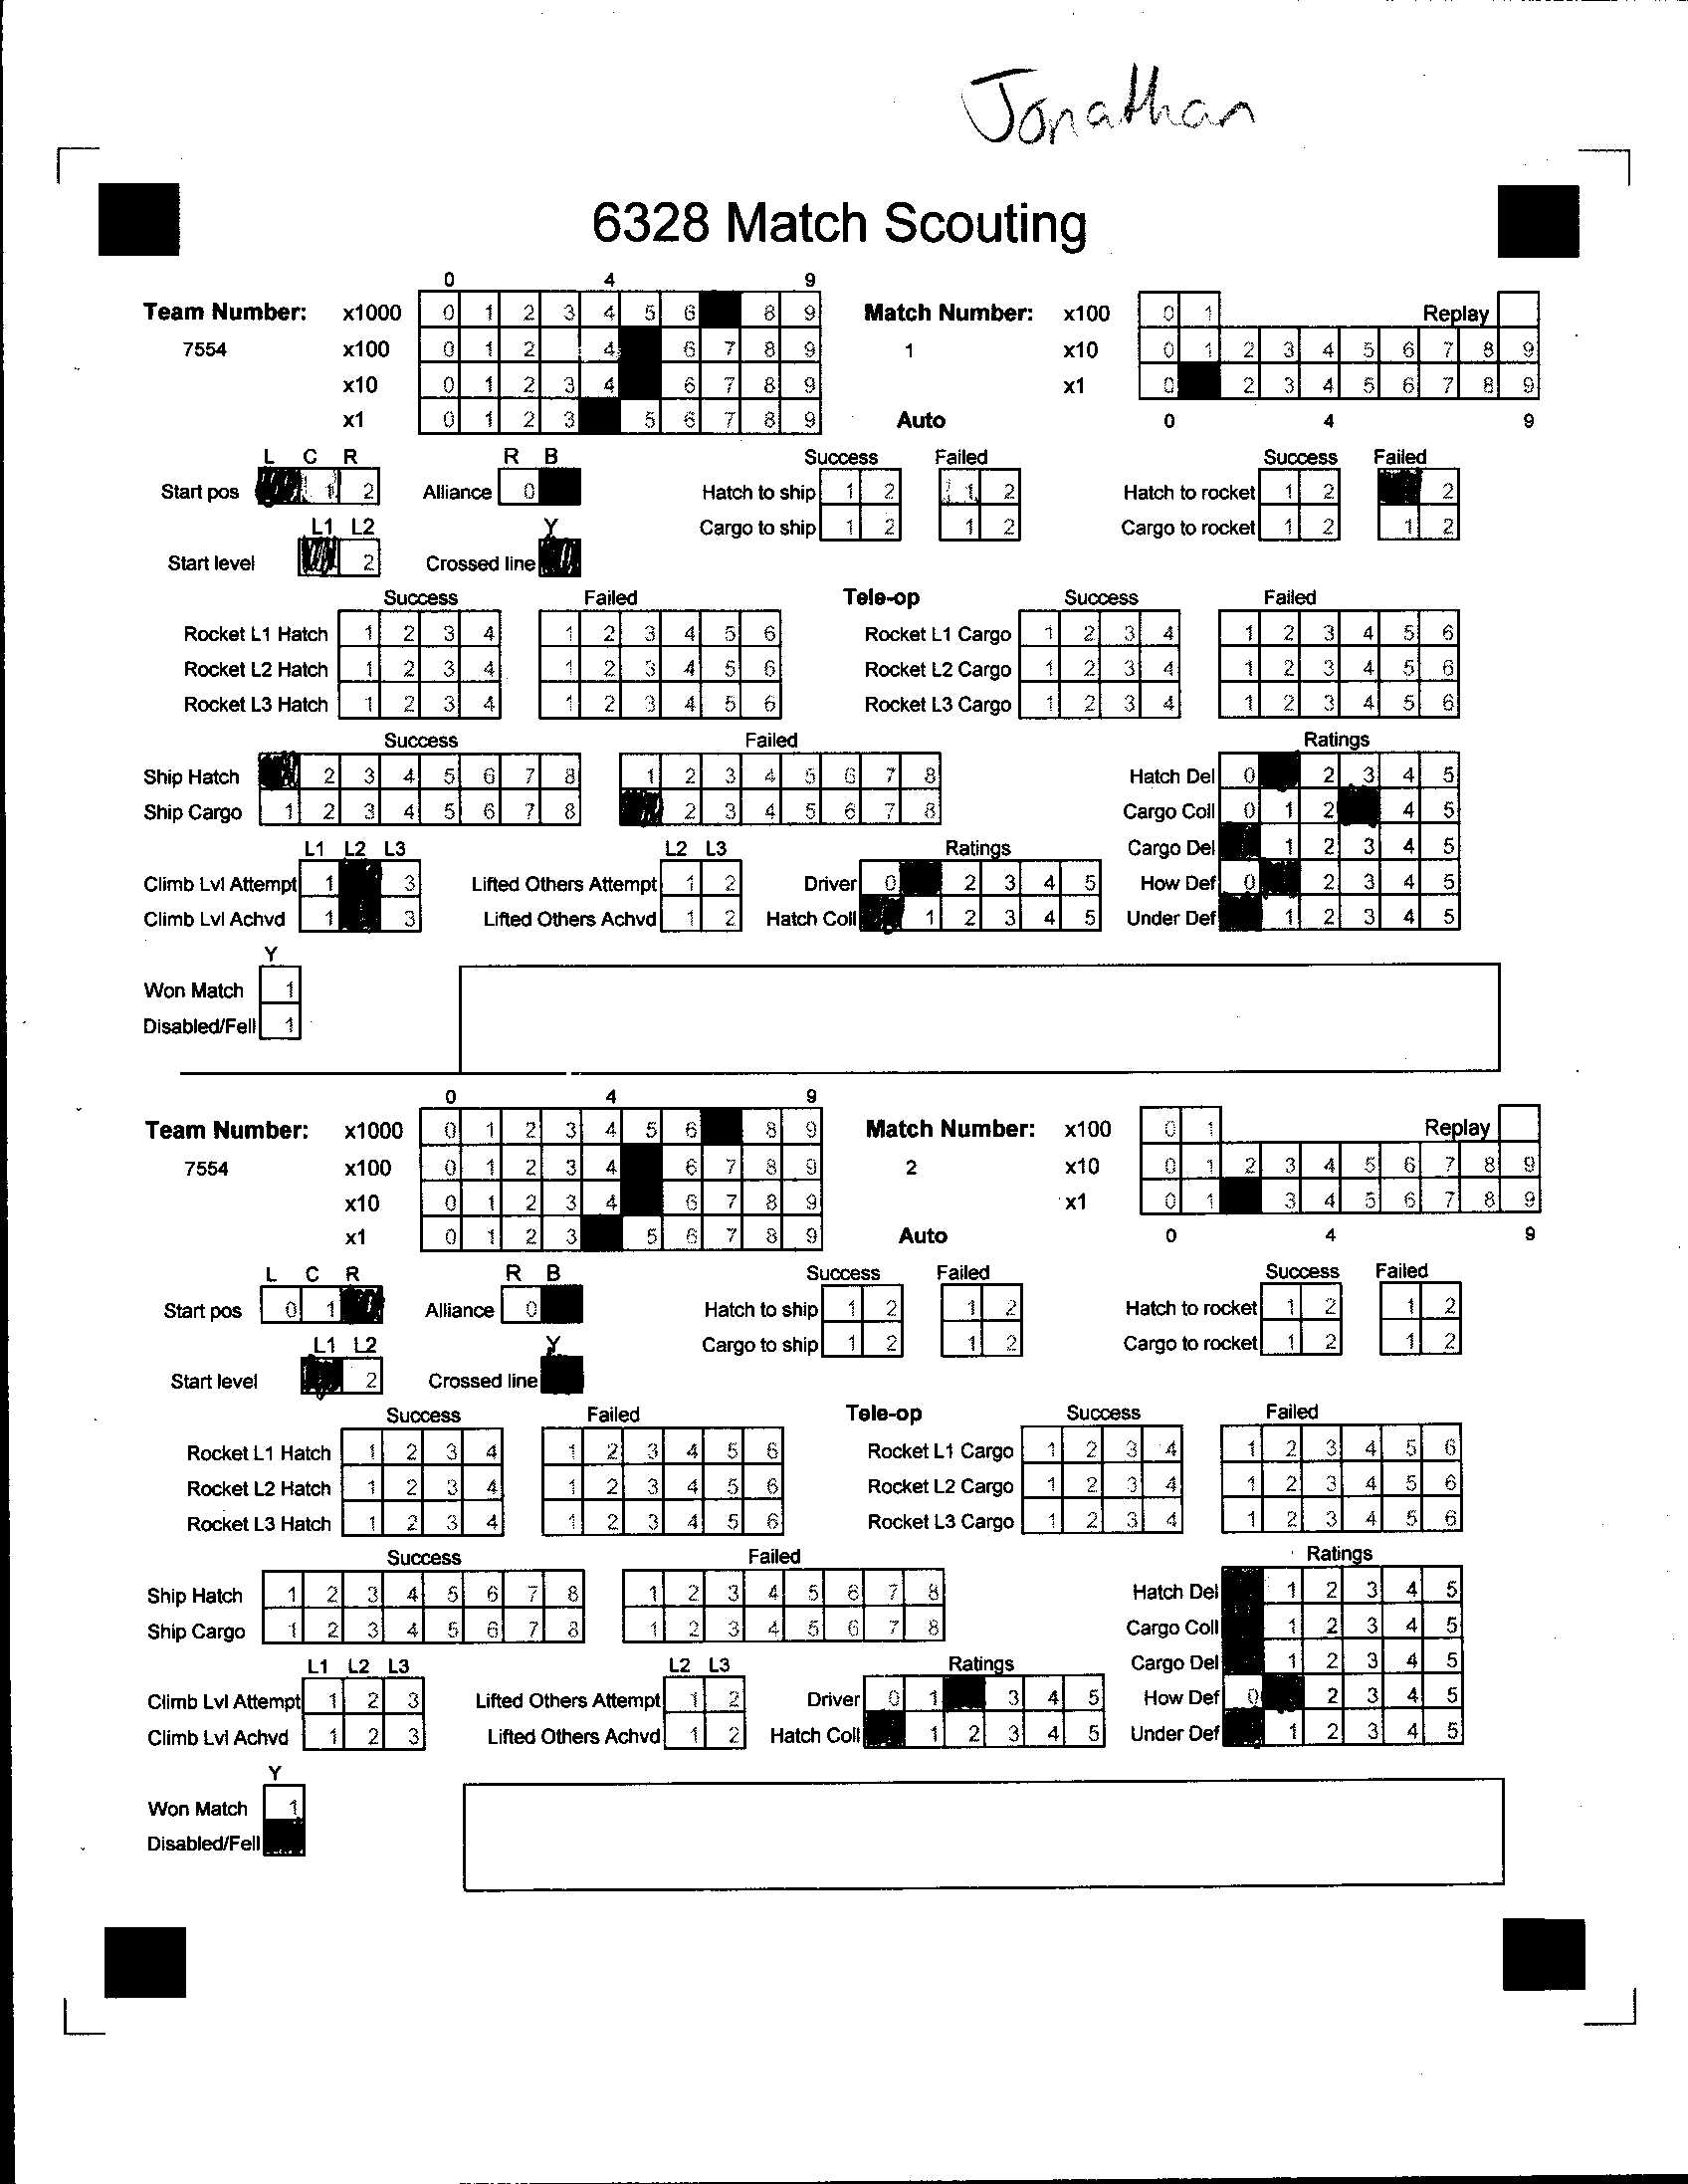 Jonathan
6328 Match Scouting
0 4 9
Team Number: x1000 0 1 2 3 4 5 6 8 9 Match Number: x100 0 1 Replay
7554 x100 0 1 2 4 6 7 8 9 1 x10 0 1 2 3 4 5 6 7 8 9
x10 0 1 2 3 4 6 7 8 9 x1 0 2 3 4 5 6 7 8 9
x1 0 1 2 3 5 6 7 8 9 Auto 0 4 9
L C R R B Success Failed Success Failed
Start pos 1 2 Alliance 0 Hatch to ship 1 2 1 2 Hatch to rocket 1 2 2
L1 L2 Y Cargo to ship 1 2 1 2 Cargo to rocket 1 2 1 2
Start level 2 Crossed line
Success Failed Tele-op Success Failed
Rocket L1 Hatch 1 2 3 4 1 2 3 4 5 6 Rocket L1 Cargo 1 2 3 4 1 2 3 4 5 6
Rocket L2 Hatch 1 2 3 4 1 2 3 4 5 6 Rocket L2 Cargo 1 2 3 4 1 2 3 4 5 6
Rocket L3 Hatch 1 2 3 4 1 2 3 4 5 6 Rocket L3 Cargo 1 2 3 4 1 2 3 4 5 6
Success Failed Ratings
Ship Hatch 2 3 4 5 6 7 8 1 2 3 4 5 6 7 8 Hatch Del 0 2 3 4 5
Ship Cargo 1 2 3 4 5 6 7 8 2 3 4 5 6 7 8 Cargo Coll 0 1 2 4 5
L1 L2 L3 L2 L3 Ratings Cargo Del 1 2 3 4 5
Climb Lvl Attempt 1 3 Lifted Others Attempt 1 2 Driver 0 2 3 4 5 How Def 0 2 3 4 5
Climb Lvl Achvd 1 3 Lifted Others Achvd 1 2 Hatch Coll 1 2 3 4 5 Under Def 1 2 3 4 5
Y
Won Match 1
Disabled/Fell 1
0 4 9
Team Number: x1000 0 1 2 3 4 5 6 8 9 Match Number: x100 0 1 Replay
7554 x100 0 1 2 3 4 6 7 8 9 2 x10 0 1 2 3 4 5 6 7 8 9
x10 0 1 2 3 4 6 7 8 9 x1 0 1 3 4 5 6 7 8 9
x1 0 1 2 3 5 6 7 8 9 Auto 0 4 9
L C R R B Success Failed Success Failed
Start pos 0 1 Alliance 0 Hatch to ship 1 2 1 2 Hatch to rocket 1 2 1 2
L1 L2 Y Cargo to ship 1 2 1 2 Cargo to rocket 1 2 1 2
Start level 2 Crossed line
Success Failed Tele-op Success Failed
Rocket L1 Hatch 1 2 3 4 1 2 3 4 5 6 Rocket L1 Cargo 1 2 3 4 1 2 3 4 5 6
Rocket L2 Hatch 1 2 3 4 1 2 3 4 5 6 Rocket L2 Cargo 1 2 3 4 1 2 3 4 5 6
Rocket L3 Hatch 1 2 3 4 1 2 3 4 5 6 Rocket L3 Cargo 1 2 3 4 1 2 3 4 5 6
Success Failed Ratings
Ship Hatch 1 2 3 4 5 6 7 8 1 2 3 4 5 6 7 8 Hatch Del 1 2 3 4 5
Ship Cargo 1 2 3 4 5 6 7 8 1 2 3 4 5 6 7 8 Cargo Coll 1 2 3 4 5
L1 L2 L3 L2 L3 Ratings Cargo Del 1 2 3 4 5
Climb Lvl Attempt 1 2 3 Lifted Others Attempt 1 2 Driver 0 1 3 4 5 How Def 0 2 3 4 5
Climb Lvl Achvd 1 2 3 Lifted Others Achvd 1 2 Hatch Coll 1 2 3 4 5 Under Def 1 2 3 4 5
Y
Won Match 1
Disabled/Fell